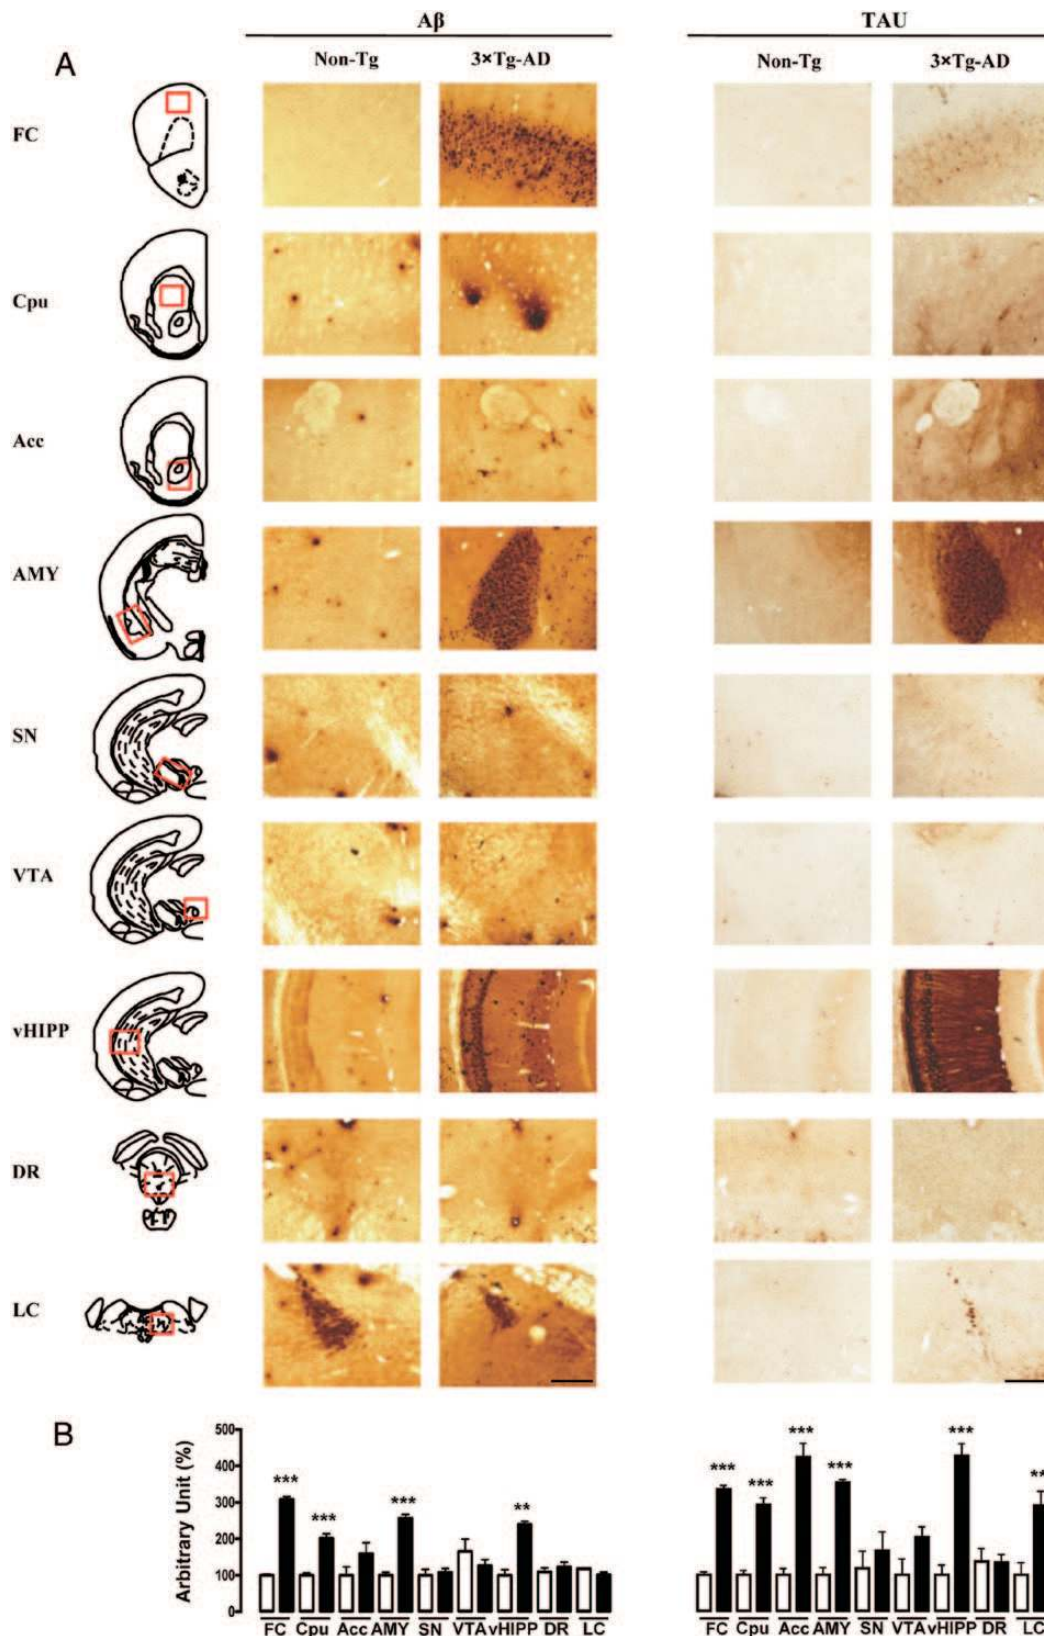 Aβ TAU
A Non-Tg 3×Tg-AD Non-Tg 3×Tg-AD
FC
Cpu
Acc
AMY
SN
VTA
vHIPP
DR
LC
B
Arbitrary Unit (%)
500
400
300
200
100
0
*** *** *** **
FC Cpu Acc AMY SN VTA vHIPP DR LC
*** *** *** *** *** **
FC Cpu Acc AMY SN VTA vHIPP DR LC